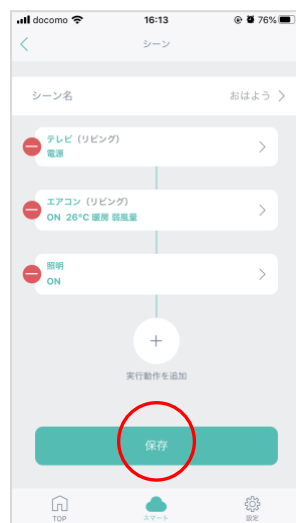 docomo 16:13 76%
シーン
シーン名 おはよう
テレビ (リビング)
電源
エアコン (リビング)
ON 26°C 暖房 弱風量
照明
ON
実行動作を追加
保存
TOP スマート 設定